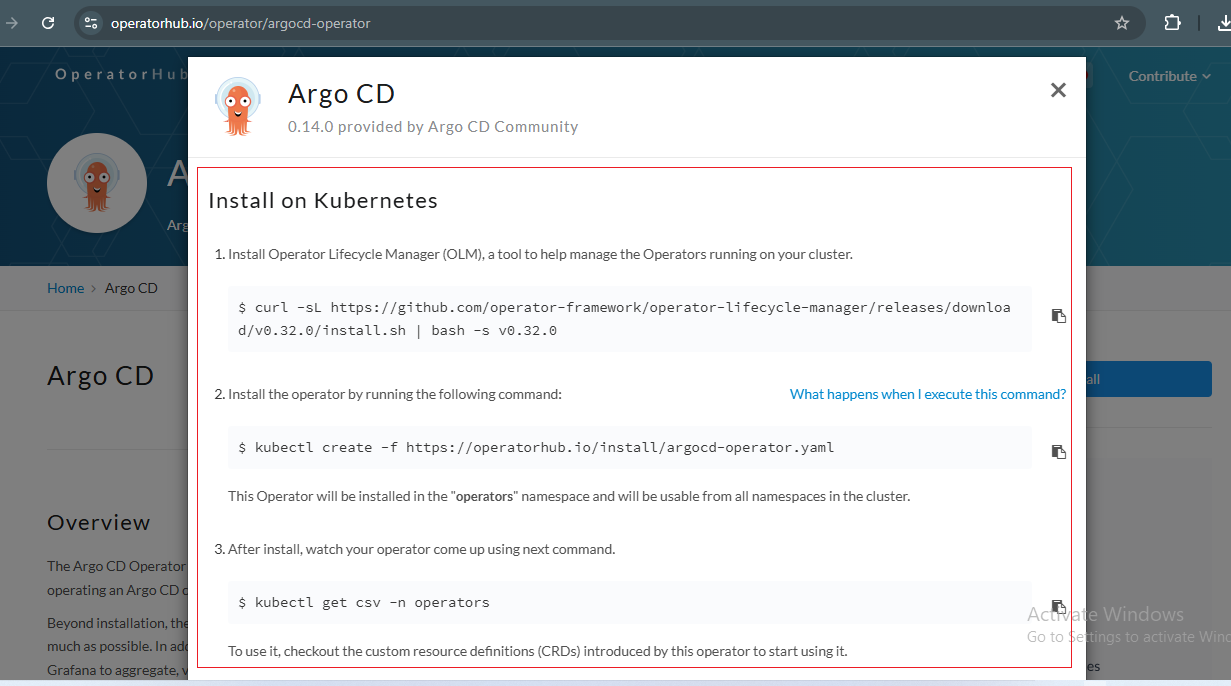 operatorhub.io/operator/argocd-operator
OperatorHub
Contribute
Argo CD
0.14.0 provided by Argo CD Community
A
Arg
Home > Argo CD
Install on Kubernetes
1. Install Operator Lifecycle Manager (OLM), a tool to help manage the Operators running on your cluster.
$ curl -sL https://github.com/operator-framework/operator-lifecycle-manager/releases/downloa
d/v0.32.0/install.sh | bash -s v0.32.0
Argo CD
all
2. Install the operator by running the following command:
What happens when I execute this command?
$ kubectl create -f https://operatorhub.io/install/argocd-operator.yaml
This Operator will be installed in the "operators" namespace and will be usable from all namespaces in the cluster.
3. After install, watch your operator come up using next command.
$ kubectl get csv -n operators
To use it, checkout the custom resource definitions (CRDs) introduced by this operator to start using it.
Overview
The Argo CD Operator
operating an Argo CD c
Beyond installation, the
much as possible. In add
Grafana to aggregate, v
Activate Windows
Go to Settings to activate Winc
es